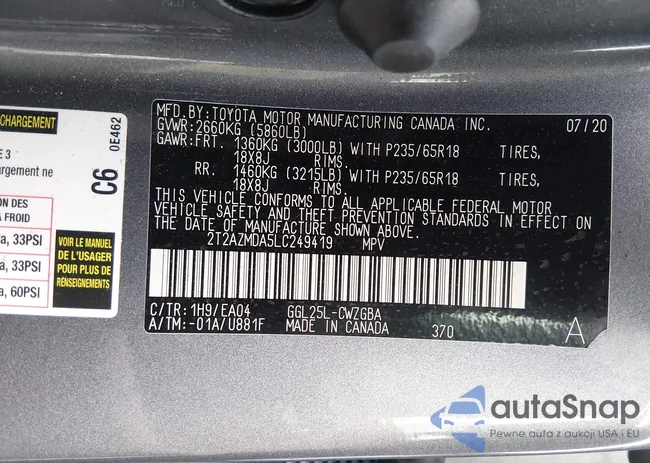 CHARGEMENT
E 3
hargement ne
ON DES
A FROID
a, 33PSI
a, 33PSI
a, 60PSI
C6
0E462
VOIR LE MANUEL
DE L'USAGER
POUR PLUS DE
RENSEIGNEMENTS
MFD. BY: TOYOTA MOTOR MANUFACTURING CANADA INC. 07/20
GVWR: 2660KG (5860LB)
GAWR: FRT. 1360KG (3000LB) WITH P235/65R18 TIRES,
18X8J RIMS.
RR. 1460KG (3215LB) WITH P235/65R18 TIRES,
18X8J RIMS.
THIS VEHICLE CONFORMS TO ALL APPLICABLE FEDERAL MOTOR
VEHICLE SAFETY AND THEFT PREVENTION STANDARDS IN EFFECT ON
THE DATE OF MANUFACTURE SHOWN ABOVE.
2T2AZMDA5LC249419 MPV
C/TR: 1H9/EA04 GGL25L-CWZGBA
A/TM: -01A/U881F MADE IN CANADA 370 A
autaSnap
Pewne auta z aukcji USA i EU